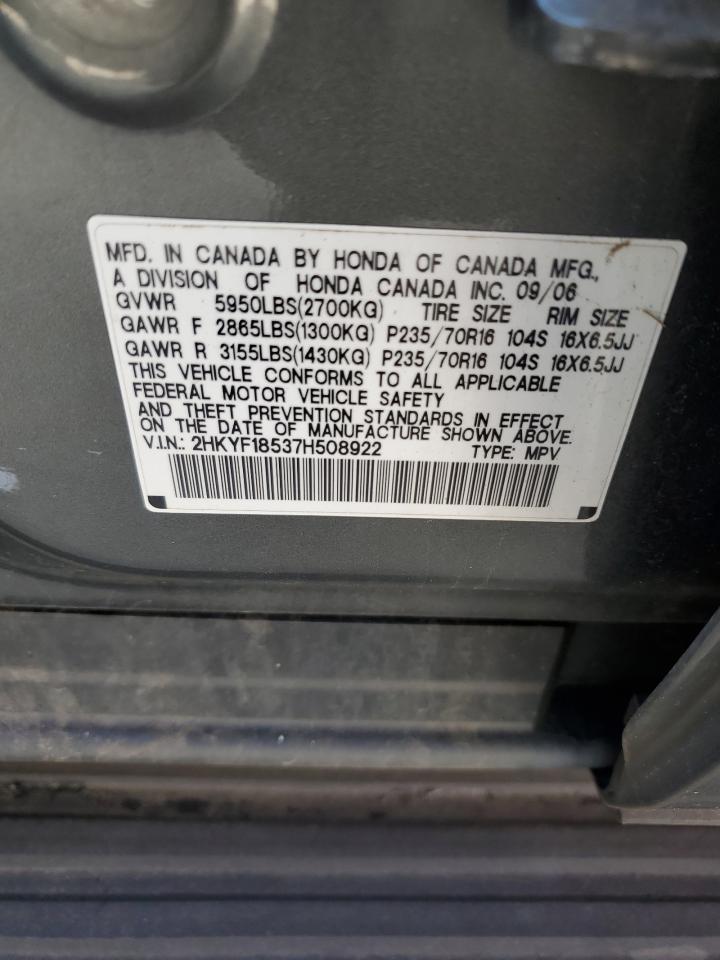 MFD. IN CANADA BY HONDA OF CANADA MFG.,
A DIVISION OF HONDA CANADA INC. 09/06
GVWR 5950LBS(2700KG) TIRE SIZE RIM SIZE
GAWR F 2865LBS(1300KG) P235/70R16 104S 16X6.5JJ
GAWR R 3155LBS(1430KG) P235/70R16 104S 16X6.5JJ
THIS VEHICLE CONFORMS TO ALL APPLICABLE
FEDERAL MOTOR VEHICLE SAFETY
AND THEFT PREVENTION STANDARDS IN EFFECT
ON THE DATE OF MANUFACTURE SHOWN ABOVE.
V.I.N.: 2HKYF18537H508922 TYPE: MPV